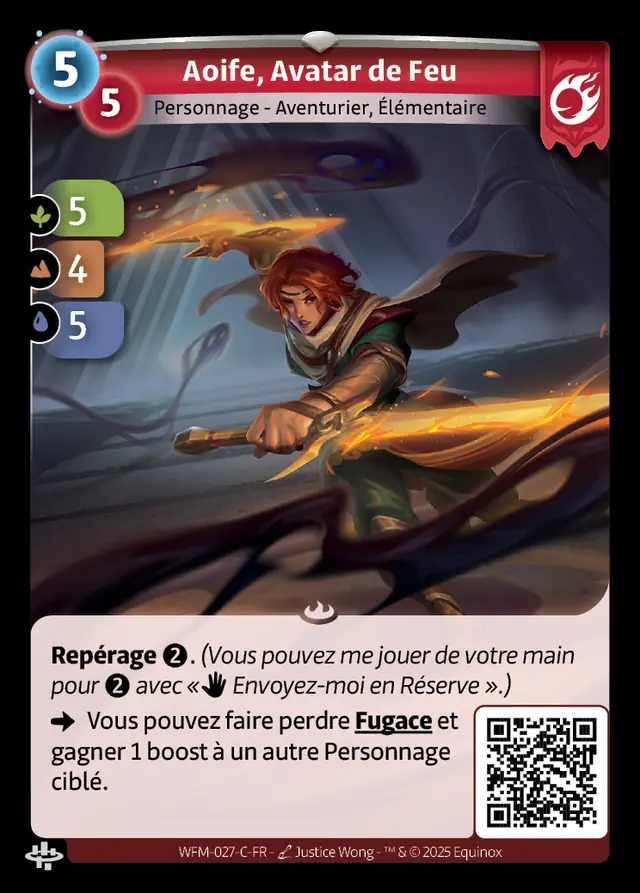 5
5
Aoife, Avatar de Feu
Personnage - Aventurier, Élémentaire
5
4
5
Repérage ❷. (Vous pouvez me jouer de votre main
pour ❷ avec « Envoyez-moi en Réserve ».)
Vous pouvez faire perdre Fugace et
gagner 1 boost à un autre Personnage
ciblé.
WFM-027-C-FR - Justice Wong - ™ & © 2025 Equinox